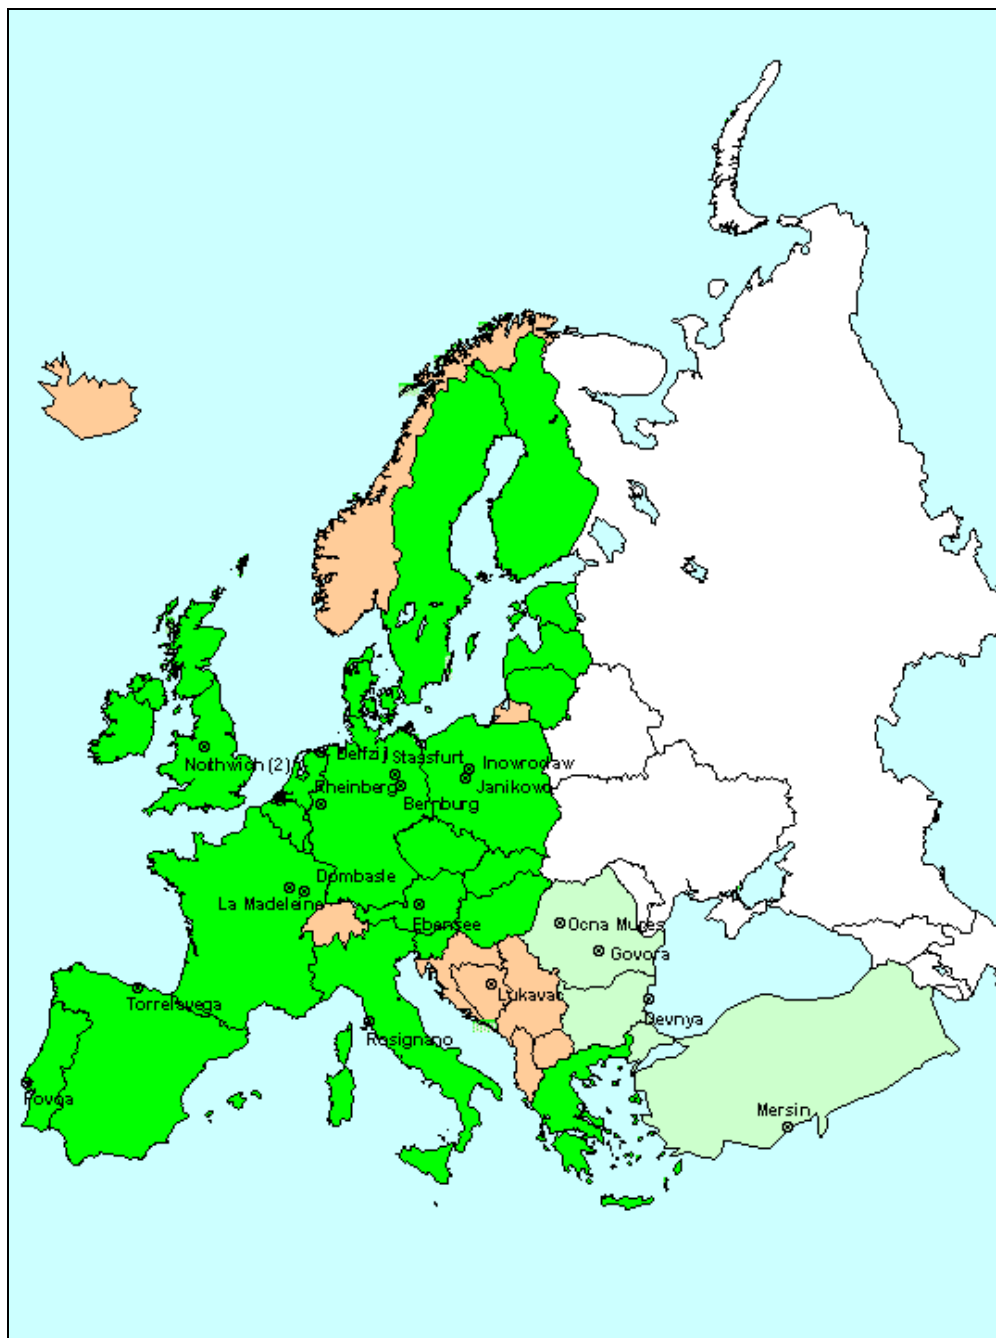 Delfzijl
Stassfurt
Nothwich (2)
Inowroclaw
Rheinberg
Janikowo
Bernburg
Dombasle
La Madeleine
Ebensee
Ocna Mures
Govora
Torrelavega
Lukavac
Devnya
Rosignano
Povoa
Mersin